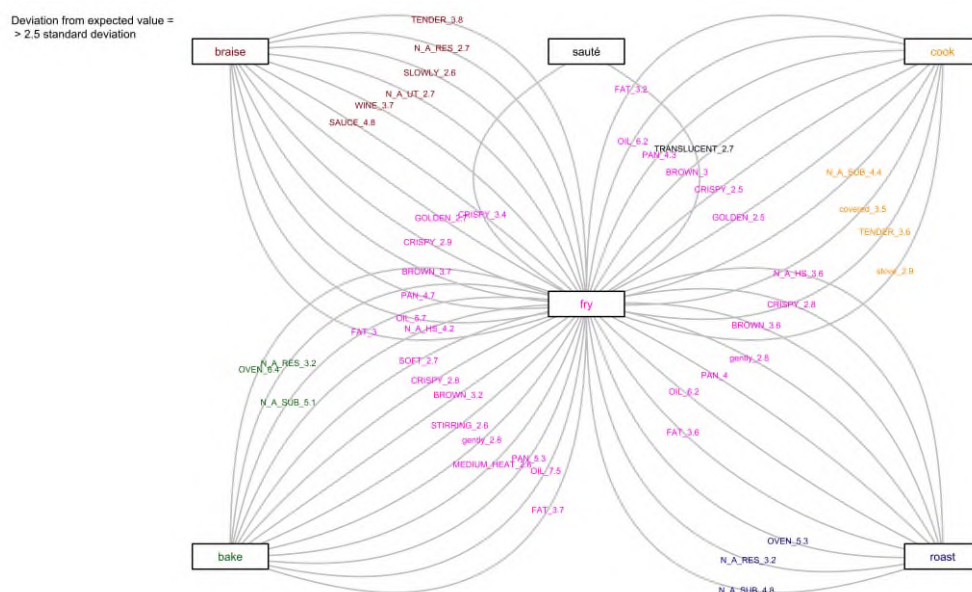 Deviation from expected value =
> 2.5 standard deviation
TENDER_3.8
braise
sauté
cook
N_A_RES_2.7
SLOWLY_2.6
N_A_UT_2.7
FAT_3.2
WINE_3.7
SAUCE_4.8
OIL_6.2
TRANSLUCENT_2.7
PAN_4.3
BROWN_3
N_A_SUB_4.4
CRISPY_2.5
covered_3.5
CRISPY_3.4
GOLDEN_2.7
GOLDEN_2.5
TENDER_3.6
CRISPY_2.9
BROWN_3.7
stove_2.9
N_A_HS_3.6
PAN_4.7
fry
CRISPY_2.8
OIL_6.7
BROWN_3.6
FAT_3
N_A_HS_4.2
N_A_RES_3.2
OVEN_6.4
SOFT_2.7
gently_2.8
CRISPY_2.6
PAN_4
BROWN_3.2
OIL_6.2
N_A_SUB_5.1
STIRRING_2.6
FAT_3.6
gently_2.6
PAN_5.3
MEDIUM_HEAT_2.6
OIL_7.5
FAT_3.7
OVEN_5.3
bake
N_A_RES_3.2
roast
N_A_SUB_4.8